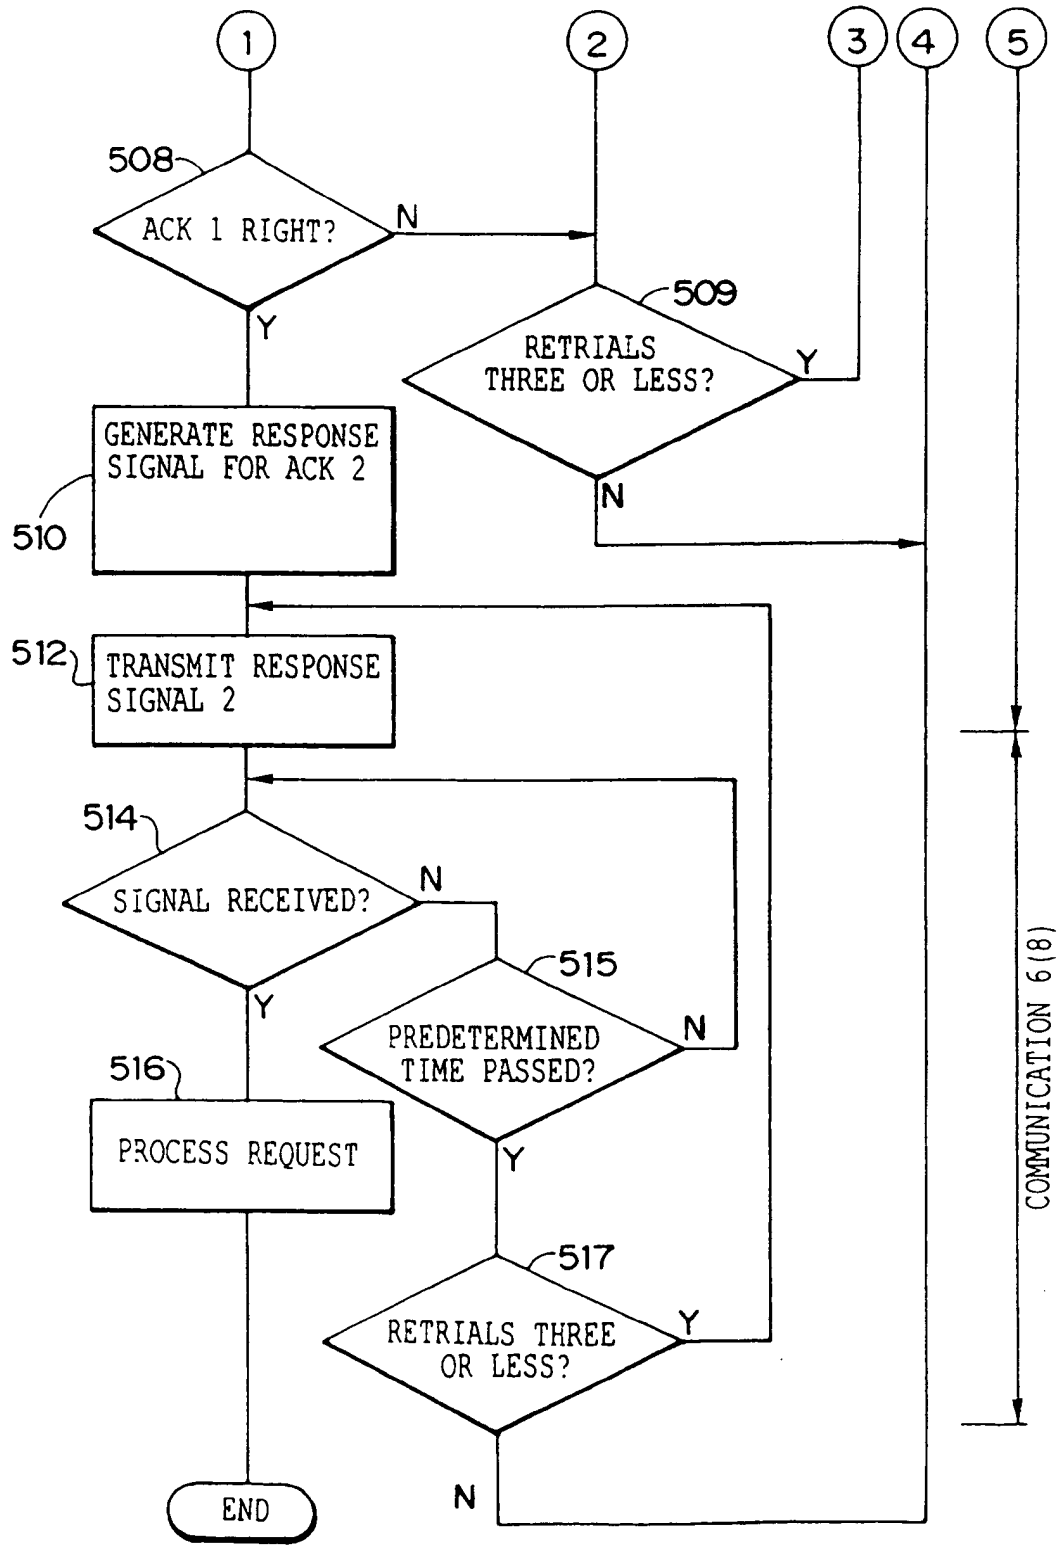 1
2
3
4
5
508
ACK 1 RIGHT?
N
Y
509
RETRIALS
THREE OR LESS?
Y
N
GENERATE RESPONSE
SIGNAL FOR ACK 2
510
512
TRANSMIT RESPONSE
SIGNAL 2
514
SIGNAL RECEIVED?
N
Y
515
PREDETERMINED
TIME PASSED?
N
Y
516
PROCESS REQUEST
517
RETRIALS THREE
OR LESS?
Y
N
END
COMMUNICATION 6(8)